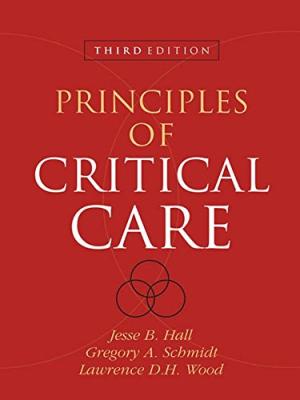 THIRD EDITION
PRINCIPLES
OF
CRITICAL
CARE
Jesse B. Hall
Gregory A. Schmidt
Lawrence D.H. Wood